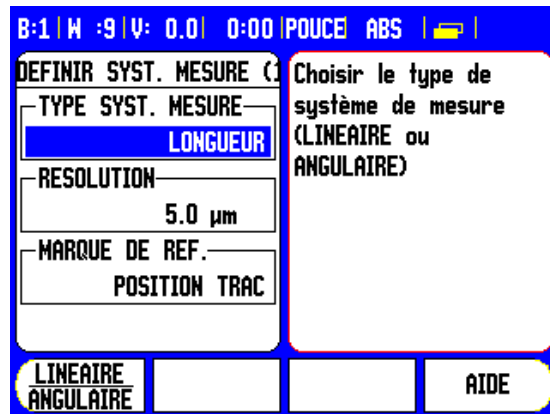 B:1 | W :9 | V: 0.0 | 0:00 | POUCE | ABS
DEFINIR SYST. MESURE (1
TYPE SYST. MESURE
LONGUEUR
RESOLUTION
5.0 µm
MARQUE DE REF.
POSITION TRAC
Choisir le type de
système de mesure
(LINEAIRE ou
ANGULAIRE)
LINEAIRE
ANGULAIRE
AIDE